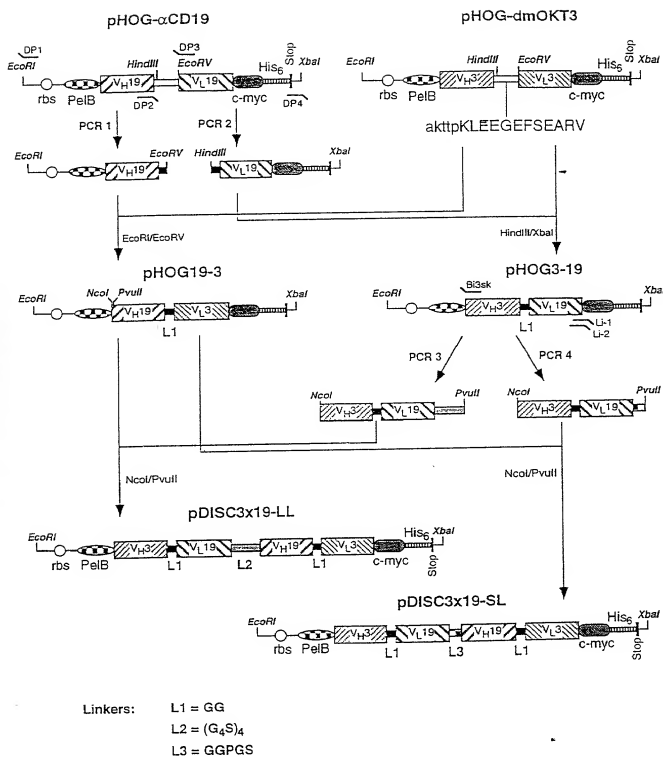 pHOG-αCD19
pHOG-dmOKT3
DP1
EcoRI
HindIII
DP3
EcoRV
His6
Stop
XbaI
VH19
VL19
rbs
PelB
DP2
c-myc
DP4
EcoRI
HindIII
EcoRV
His6
Stop
XbaI
VH3
VL3
rbs
PelB
c-myc
akttpKLEEGEFSEARV
PCR 1
PCR 2
EcoRI
EcoRV
HindIII
XbaI
VH19
VL19
EcoRI/EcoRV
HindIII/XbaI
pHOG19-3
pHOG3-19
EcoRI
NcoI
PvuII
XbaI
VH19
VL3
L1
EcoRI
Bi3sk
Xba
VH3
VL19
L1
Li-1
Li-2
PCR 3
PCR 4
NcoI
PvuII
VH3
VL19
NcoI
PvuII
VH3
VL19
NcoI/PvuII
NcoI/PvuII
pDISC3x19-LL
EcoRI
His6
XbaI
VH3
VL19
VH19
VL3
rbs
PelB
L1
L2
L1
c-myc
Stop
pDISC3x19-SL
EcoRI
His6
XbaI
VH3
VL19
VH19
VL3
rbs
PelB
L1
L3
L1
c-myc
Stop
Linkers:
L1 = GG
L2 = (G4S)4
L3 = GGPGS